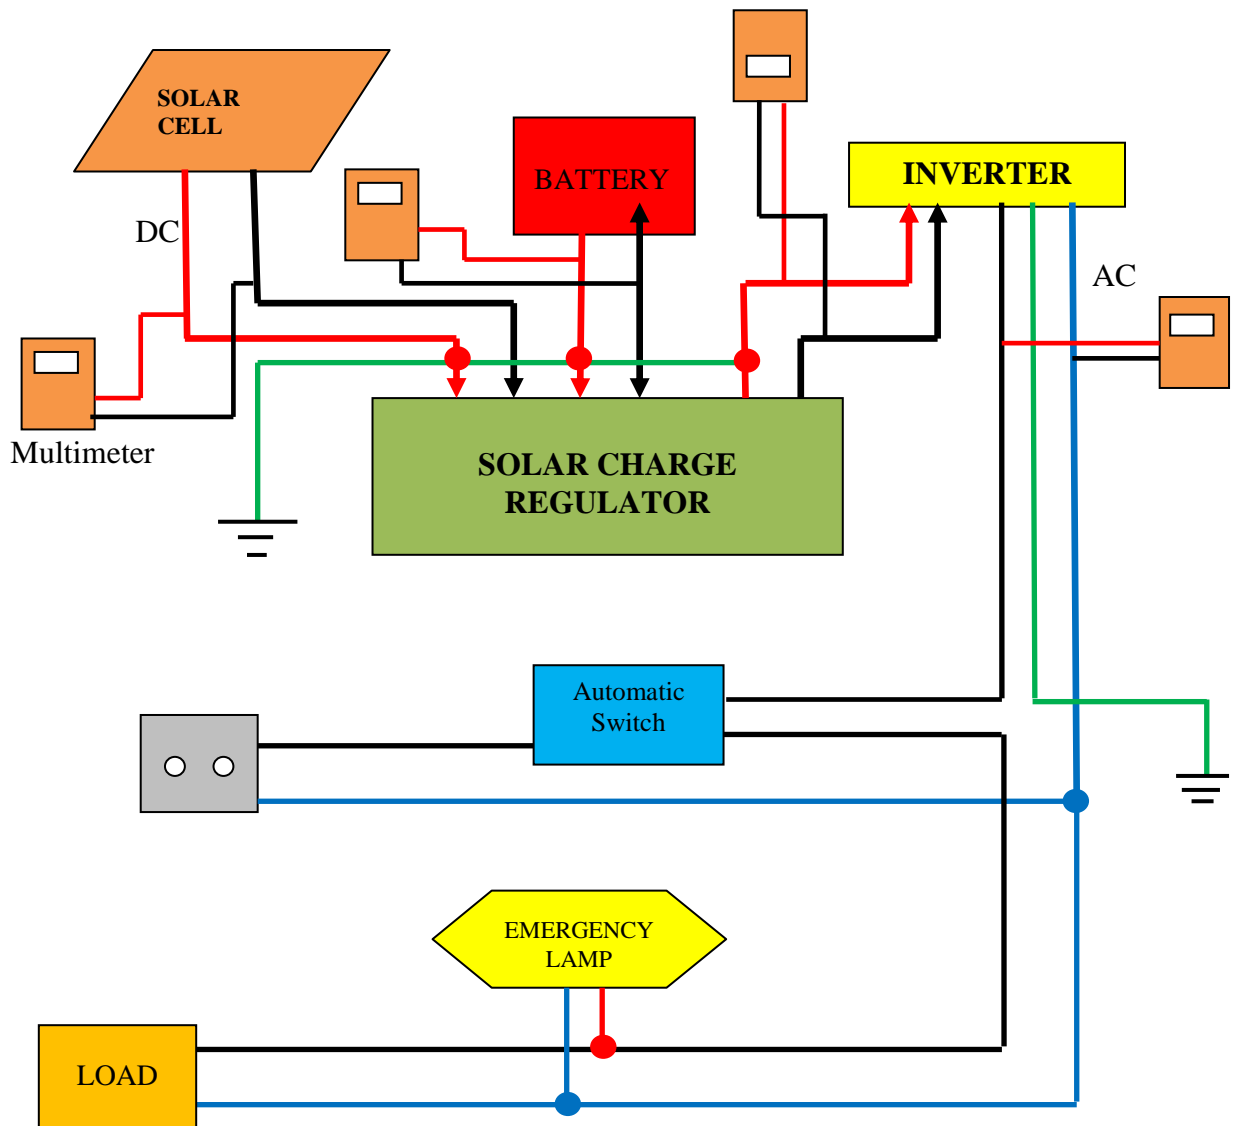 SOLAR
CELL
BATTERY
INVERTER
DC
AC
Multimeter
SOLAR CHARGE
REGULATOR
Automatic
Switch
EMERGENCY
LAMP
LOAD